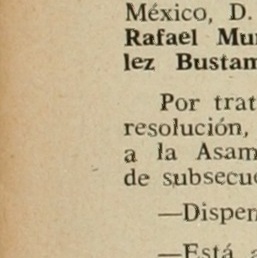 México, D.
Rafael Mu
lez Bustam
Por trat
resolución,
a la Asam
de subsecu
—Dispen
—Está a